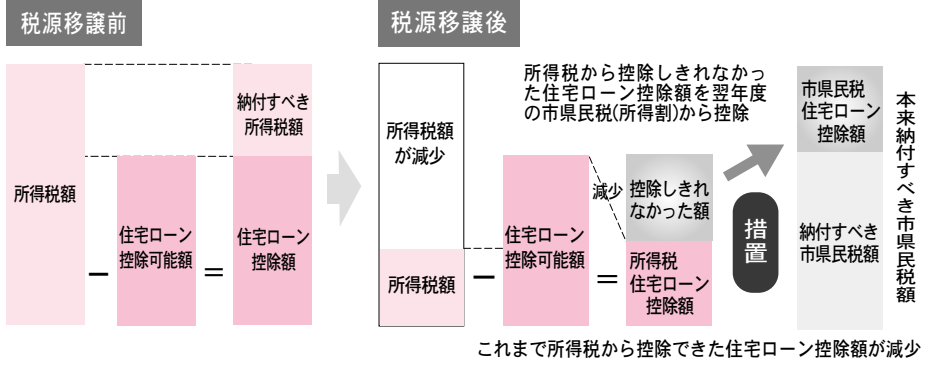 税源移譲前
所得税額
−
住宅ローン
控除可能額
＝
納付すべき
所得税額
住宅ローン
控除額
税源移譲後
所得税額
が減少
所得税額
−
住宅ローン
控除可能額
＝
減少
控除しきれ
なかった額
所得税
住宅ローン
控除額
所得税から控除しきれなかっ
た住宅ローン控除額を翌年度
の市県民税(所得割)から控除
措置
市県民税
住宅ローン
控除額
納付すべき
市県民税額
本来納付すべき市県民税額
これまで所得税から控除できた住宅ローン控除額が減少